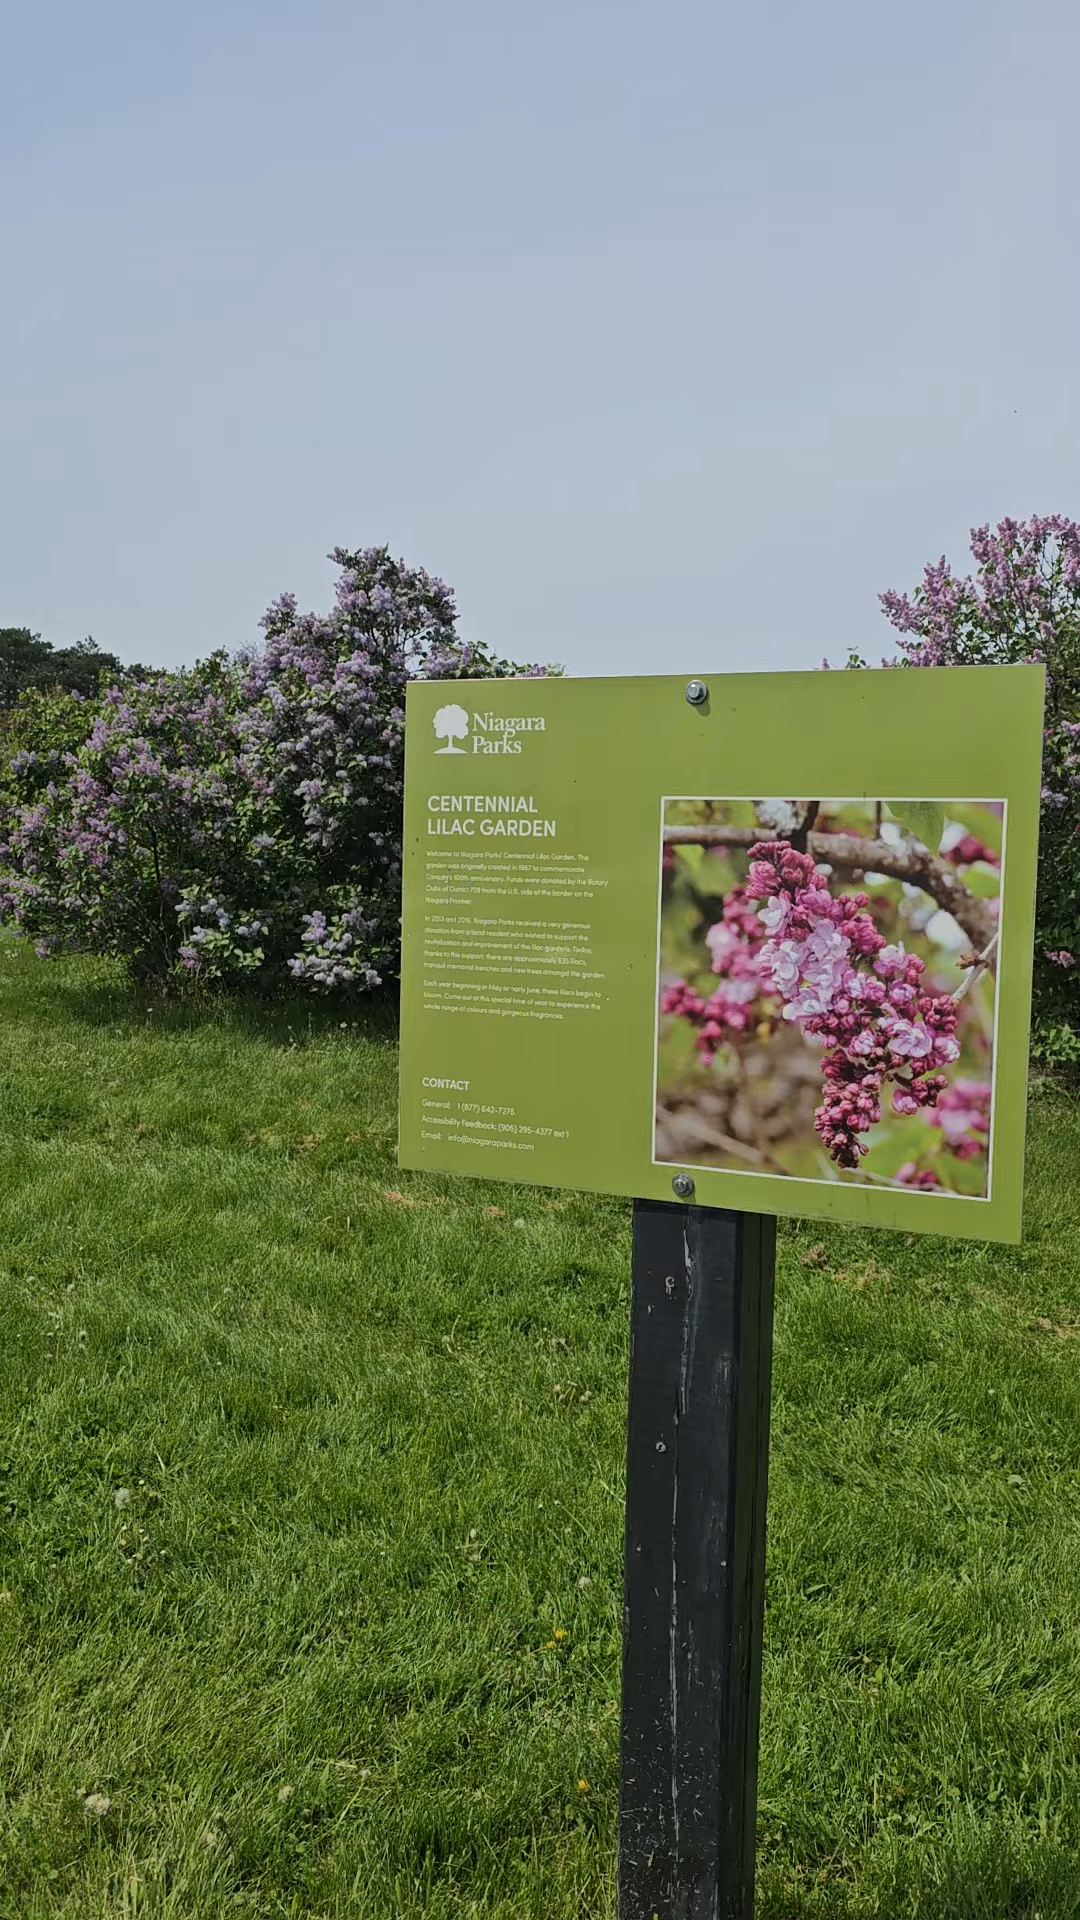 Niagara
Parks
CENTENNIAL
LILAC GARDEN
Welcome to Niagara Parks' Centennial Lilac Garden. The
garden was originally created in 1967 to commemorate
Canada's 100th anniversary. Funds were donated by the Rotary
Clubs of District 709 from the U.S. side of the border on the
Niagara Frontier.
In 2013 and 2015, Niagara Parks received a very generous
donation from a local resident who wished to support the
revitalization and improvement of the lilac gardens. Today,
thanks to this support, there are approximately 835 lilacs,
tranquil memorial benches and new trees amongst the garden.
Each year beginning in May or early June, these lilacs begin to
bloom. Come out at this special time of year to experience the
whole range of colours and gorgeous fragrances.
CONTACT
General: 1 (877) 642-7275
Accessibility Feedback: (905) 295-4377 ext 1
Email: info@niagaraparks.com